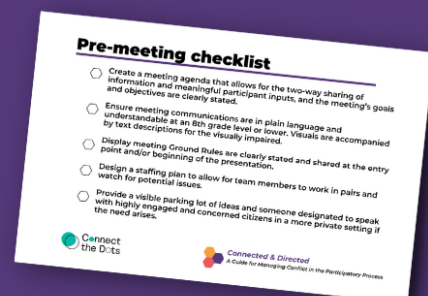 Pre-meeting checklist
Create a meeting agenda that allows for the two-way sharing of
information and meaningful participant inputs, and the meeting's goals
and objectives are clearly stated.
Ensure meeting communications are in plain language and
understandable at an 8th grade level or lower. Visuals are accompanied
by text descriptions for the visually impaired.
Display meeting Ground Rules are clearly stated and shared at the entry
point and/or beginning of the presentation.
Design a staffing plan to allow for team members to work in pairs and
watch for potential issues.
Provide a visible parking lot of ideas and someone designated to speak
with highly engaged and concerned citizens in a more private setting if
the need arises.
Connect
the Dots
Connected & Directed
A Guide for Managing Conflict in the Participatory Process